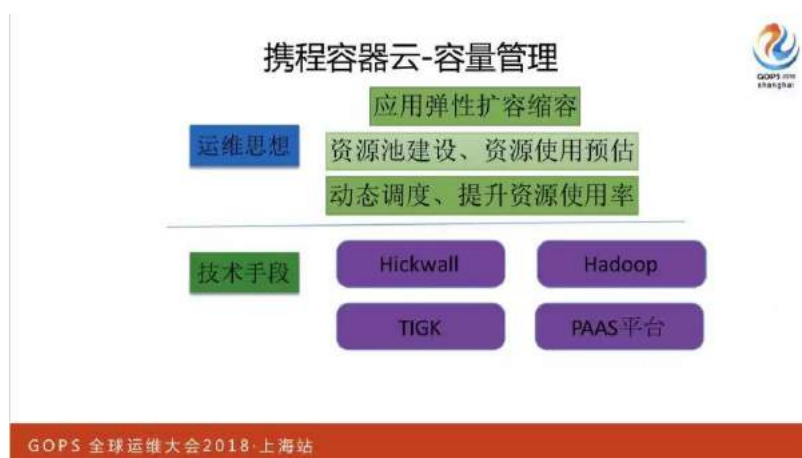 携程容器云-容量管理
GOPS 2018
shanghai
应用弹性扩容缩容
运维思想
资源池建设、资源使用预估
动态调度、提升资源使用率
技术手段
Hickwall
Hadoop
TIGK
PAAS平台
GOPS 全球运维大会2018·上海站